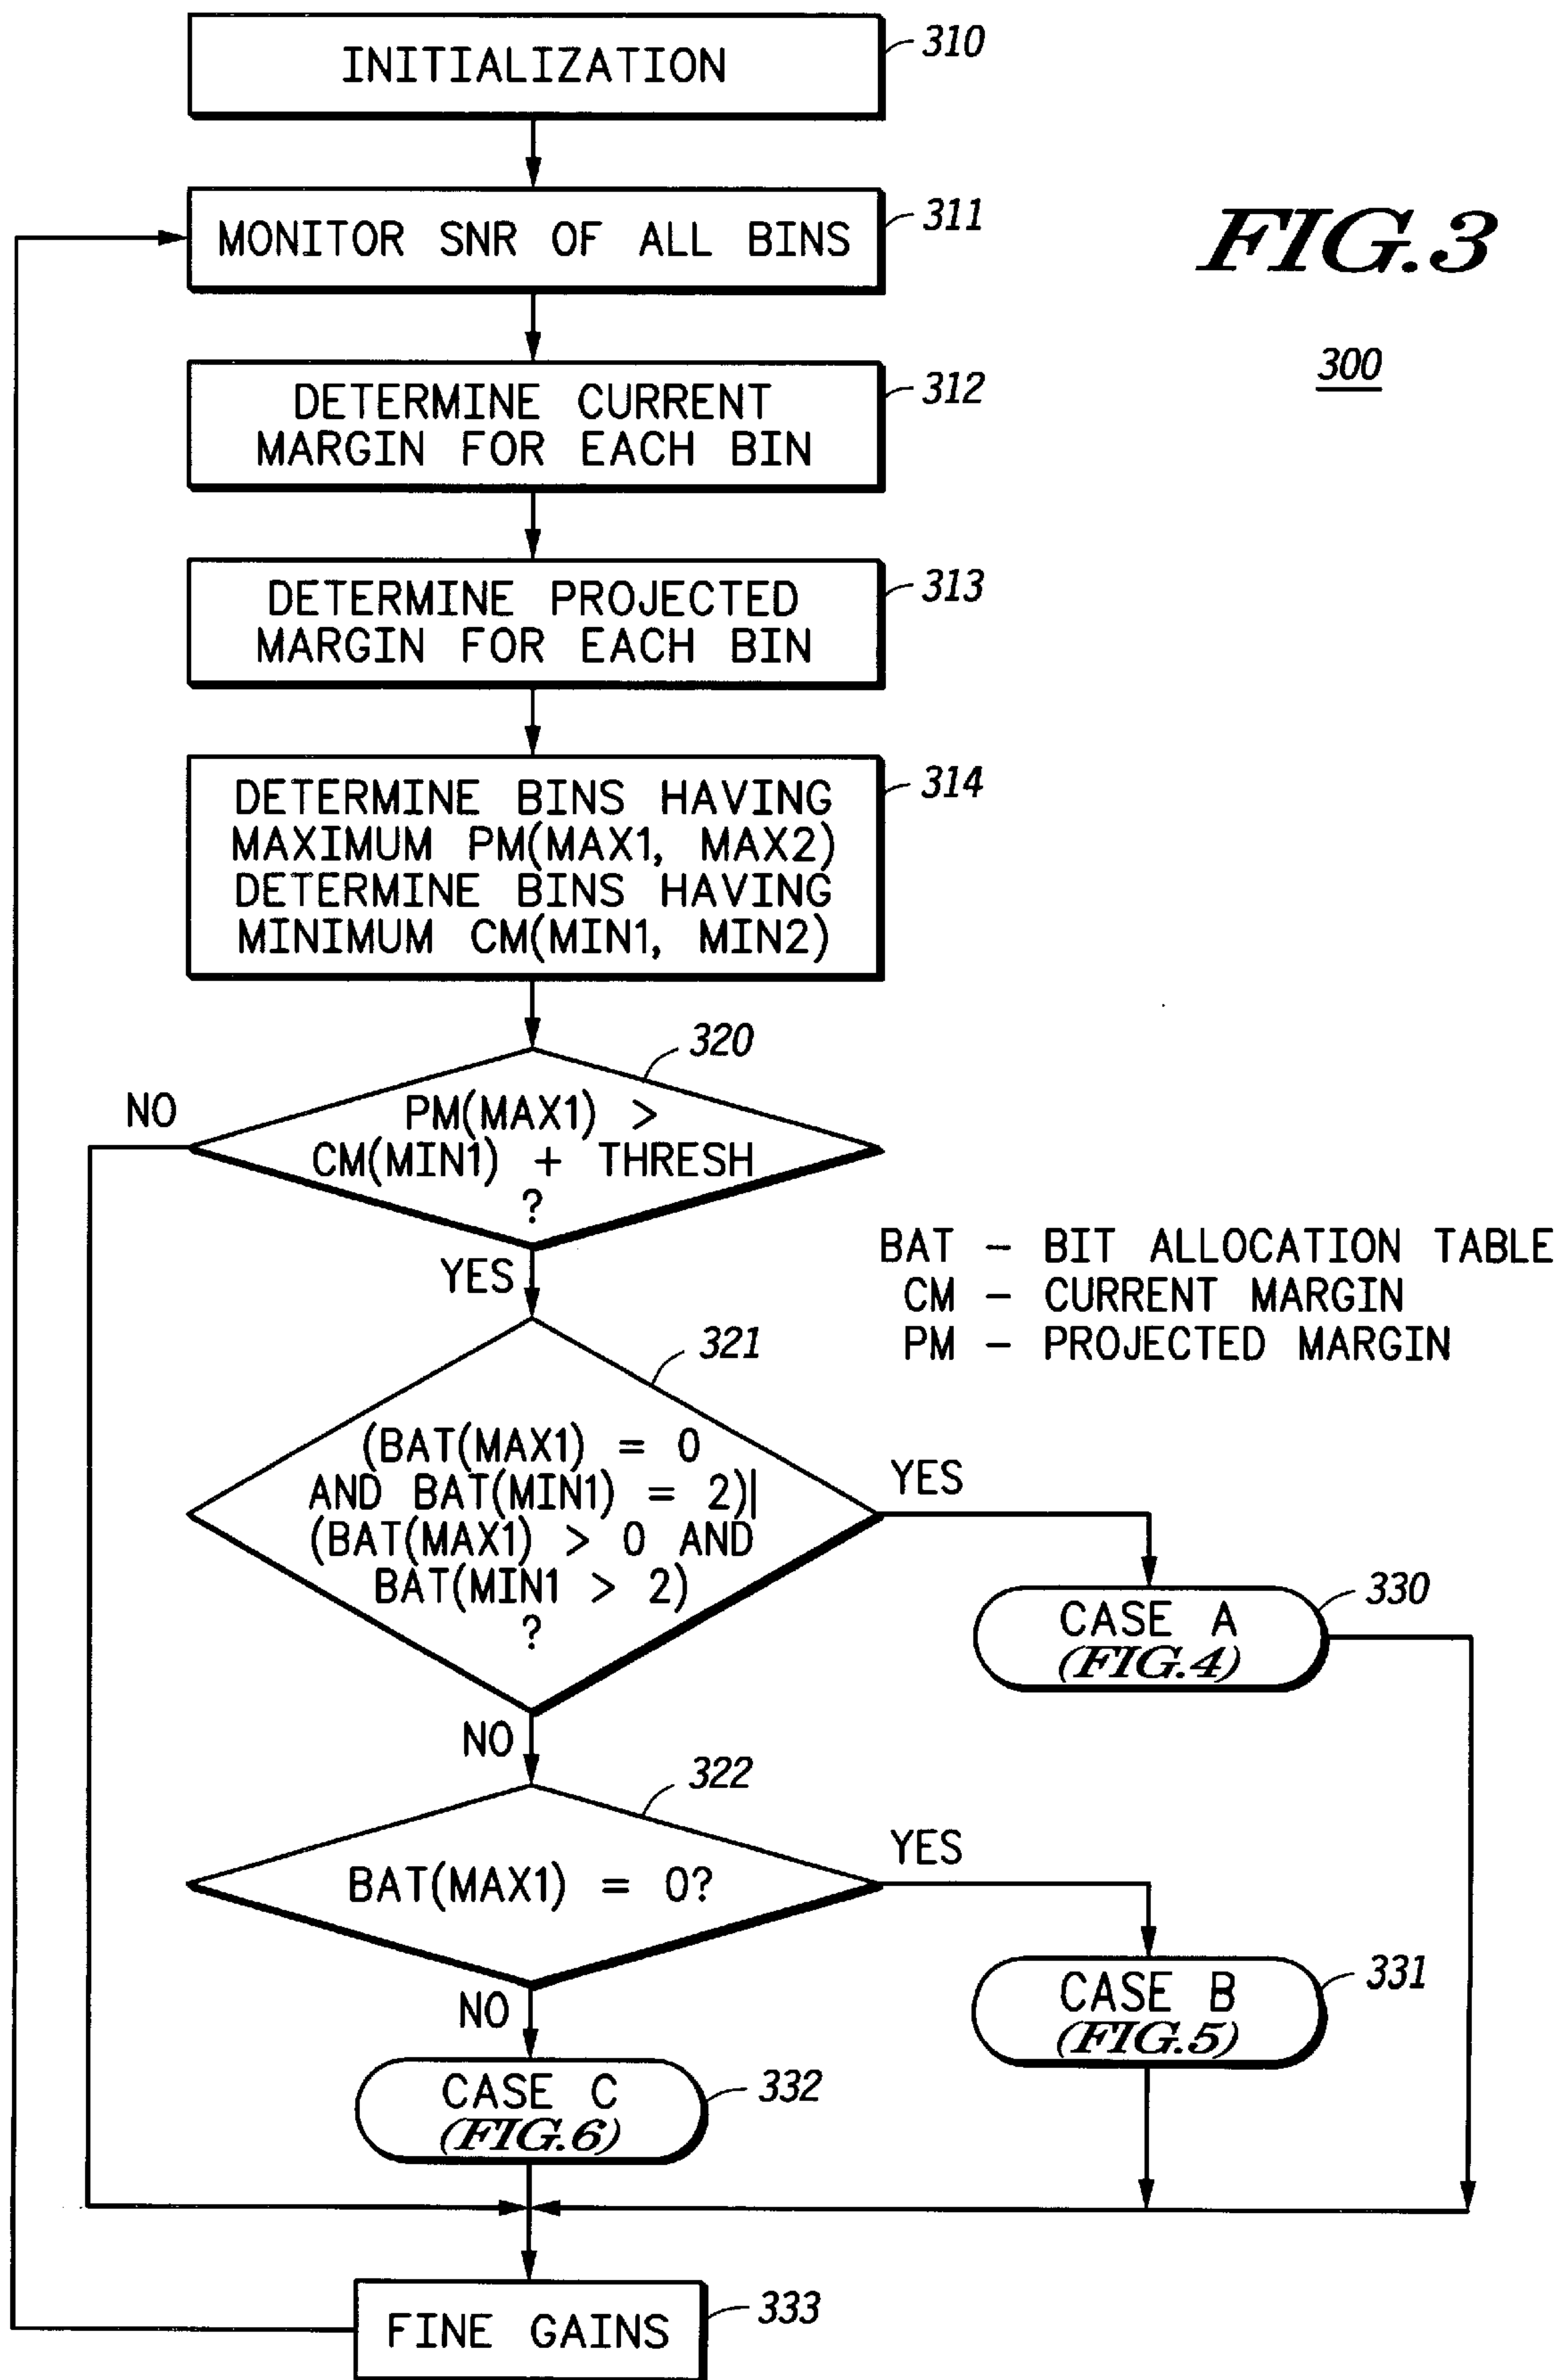 INITIALIZATION
310
MONITOR SNR OF ALL BINS
311
FIG.3
300
DETERMINE CURRENT
MARGIN FOR EACH BIN
312
DETERMINE PROJECTED
MARGIN FOR EACH BIN
313
DETERMINE BINS HAVING
MAXIMUM PM(MAX1, MAX2)
DETERMINE BINS HAVING
MINIMUM CM(MIN1, MIN2)
314
320
NO
PM(MAX1) >
CM(MIN1) + THRESH
?
YES
BAT - BIT ALLOCATION TABLE
CM - CURRENT MARGIN
PM - PROJECTED MARGIN
321
(BAT(MAX1) = 0
AND BAT(MIN1) = 2)|
(BAT(MAX1) > 0 AND
BAT(MIN1 > 2)
?
YES
CASE A
(FIG.4)
330
NO
322
BAT(MAX1) = 0?
YES
CASE B
(FIG.5)
331
NO
CASE C
(FIG.6)
332
FINE GAINS
333